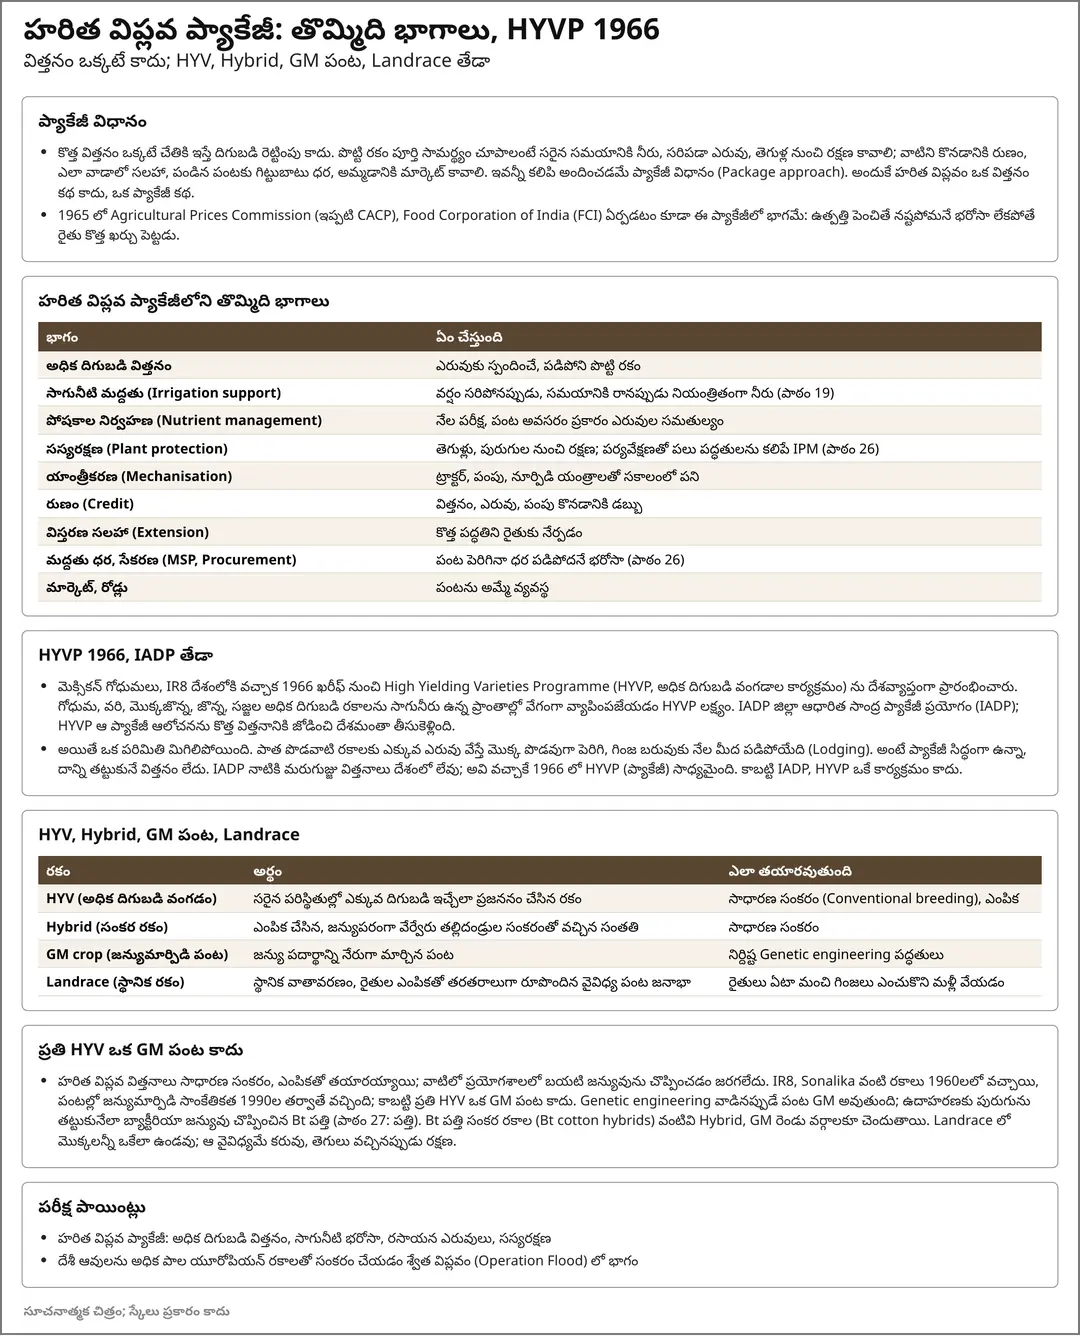 హరిత విప్లవ ప్యాకేజీ: తొమ్మిది భాగాలు, HYVP 1966
విత్తనం ఒక్కటే కాదు; HYV, Hybrid, GM పంట, Landrace తేడా
ప్యాకేజీ విధానం
• కొత్త విత్తనం ఒక్కటే చేతికి ఇస్తే దిగుబడి రెట్టింపు కాదు. పొట్టి రకం పూర్తి సామర్థ్యం చూపాలంటే సరైన సమయానికి నీరు, సరిపడా ఎరువు, తెగుళ్ల నుంచి రక్షణ కావాలి; వాటిని కొనడానికి రుణం,
ఎలా వాడాలో సలహా, పండిన పంటకు గిట్టుబాటు ధర, అమ్మడానికి మార్కెట్ కావాలి. ఇవన్నీ కలిపి అందించడమే ప్యాకేజీ విధానం (Package approach). అందుకే హరిత విప్లవం ఒక విత్తనం
కథ కాదు, ఒక ప్యాకేజీ కథ.
• 1965 లో Agricultural Prices Commission (ఇప్పటి CACP), Food Corporation of India (FCI) ఏర్పడటం కూడా ఈ ప్యాకేజీలో భాగమే: ఉత్పత్తి పెంచితే నష్టపోమనే భరోసా లేకపోతే
రైతు కొత్త ఖర్చు పెట్టడు.
హరిత విప్లవ ప్యాకేజీలోని తొమ్మిది భాగాలు
భాగం ఏం చేస్తుంది
అధిక దిగుబడి విత్తనం ఎరువుకు స్పందించే, పడిపోని పొట్టి రకం
సాగునీటి మద్దతు (Irrigation support) వర్షం సరిపోనప్పుడు, సమయానికి రానప్పుడు నియంత్రితంగా నీరు (పాఠం 19)
పోషకాల నిర్వహణ (Nutrient management) నేల పరీక్ష, పంట అవసరం ప్రకారం ఎరువుల సమతుల్యం
సస్యరక్షణ (Plant protection) తెగుళ్లు, పురుగుల నుంచి రక్షణ; పర్యవేక్షణతో పలు పద్ధతులను కలిపే IPM (పాఠం 26)
యాంత్రీకరణ (Mechanisation) ట్రాక్టర్, పంపు, నూర్పిడి యంత్రాలతో సకాలంలో పని
రుణం (Credit) విత్తనం, ఎరువు, పంపు కొనడానికి డబ్బు
విస్తరణ సలహా (Extension) కొత్త పద్ధతిని రైతుకు నేర్పడం
మద్దతు ధర, సేకరణ (MSP, Procurement) పంట పెరిగినా ధర పడిపోదనే భరోసా (పాఠం 26)
మార్కెట్, రోడ్లు పంటను అమ్మే వ్యవస్థ
HYVP 1966, IADP తేడా
• మెక్సికన్ గోధుమలు, IR8 దేశంలోకి వచ్చాక 1966 ఖరీఫ్ నుంచి High Yielding Varieties Programme (HYVP, అధిక దిగుబడి వంగడాల కార్యక్రమం) ను దేశవ్యాప్తంగా ప్రారంభించారు.
గోధుమ, వరి, మొక్కజొన్న, జొన్న, సజ్జల అధిక దిగుబడి రకాలను సాగునీరు ఉన్న ప్రాంతాల్లో వేగంగా వ్యాపింపజేయడం HYVP లక్ష్యం. IADP జిల్లా ఆధారిత సాంద్ర ప్యాకేజీ ప్రయోగం (IADP);
HYVP ఆ ప్యాకేజీ ఆలోచనను కొత్త విత్తనానికి జోడించి దేశమంతా తీసుకెళ్లింది.
• అయితే ఒక పరిమితి మిగిలిపోయింది. పాత పొడవాటి రకాలకు ఎక్కువ ఎరువు వేస్తే మొక్క పొడవుగా పెరిగి, గింజ బరువుకు నేల మీద పడిపోయేది (Lodging). అంటే ప్యాకేజీ సిద్ధంగా ఉన్నా,
దాన్ని తట్టుకునే విత్తనం లేదు. IADP నాటికి మరుగుజ్జు విత్తనాలు దేశంలో లేవు; అవి వచ్చాకే 1966 లో HYVP (ప్యాకేజీ) సాధ్యమైంది. కాబట్టి IADP, HYVP ఒకే కార్యక్రమం కాదు.
HYV, Hybrid, GM పంట, Landrace
రకం అర్థం ఎలా తయారవుతుంది
HYV (అధిక దిగుబడి వంగడం) సరైన పరిస్థితుల్లో ఎక్కువ దిగుబడి ఇచ్చేలా ప్రజననం చేసిన రకం సాధారణ సంకరం (Conventional breeding), ఎంపిక
Hybrid (సంకర రకం) ఎంపిక చేసిన, జన్యుపరంగా వేర్వేరు తల్లిదండ్రుల సంకరంతో వచ్చిన సంతతి సాధారణ సంకరం
GM crop (జన్యుమార్పిడి పంట) జన్యు పదార్థాన్ని నేరుగా మార్చిన పంట నిర్దిష్ట Genetic engineering పద్ధతులు
Landrace (స్థానిక రకం) స్థానిక వాతావరణం, రైతుల ఎంపికతో తరతరాలుగా రూపొందిన వైవిధ్య పంట జనాభా రైతులు ఏటా మంచి గింజలు ఎంచుకొని మళ్లీ వేయడం
ప్రతి HYV ఒక GM పంట కాదు
• హరిత విప్లవ విత్తనాలు సాధారణ సంకరం, ఎంపికతో తయారయ్యాయి; వాటిలో ప్రయోగశాలలో బయటి జన్యువును చొప్పించడం జరగలేదు. IR8, Sonalika వంటి రకాలు 1960లలో వచ్చాయి,
పంటల్లో జన్యుమార్పిడి సాంకేతికత 1990ల తర్వాతే వచ్చింది; కాబట్టి ప్రతి HYV ఒక GM పంట కాదు. Genetic engineering వాడినప్పుడే పంట GM అవుతుంది; ఉదాహరణకు పురుగును
తట్టుకునేలా బ్యాక్టీరియా జన్యువు చొప్పించిన Bt పత్తి (పాఠం 27: పత్తి). Bt పత్తి సంకర రకాల (Bt cotton hybrids) వంటివి Hybrid, GM రెండు వర్గాలకూ చెందుతాయి. Landrace లో
మొక్కలన్నీ ఒకేలా ఉండవు; ఆ వైవిధ్యమే కరువు, తెగులు వచ్చినప్పుడు రక్షణ.
పరీక్ష పాయింట్లు
• హరిత విప్లవ ప్యాకేజీ: అధిక దిగుబడి విత్తనం, సాగునీటి భరోసా, రసాయన ఎరువులు, సస్యరక్షణ
• దేశీ ఆవులను అధిక పాల యూరోపియన్ రకాలతో సంకరం చేయడం శ్వేత విప్లవం (Operation Flood) లో భాగం
సూచనాత్మక చిత్రం; స్కేలు ప్రకారం కాదు